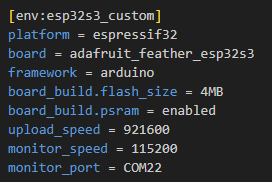 [env:esp32s3_custom]
platform = espressif32
board = adafruit_feather_esp32s3
framework = arduino
board_build.flash_size = 4MB
board_build.psram = enabled
upload_speed = 921600
monitor_speed = 115200
monitor_port = COM22